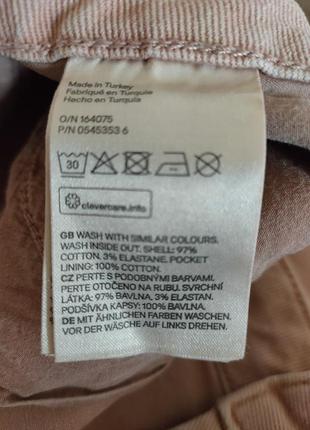 Made in Turkey
Fabriqué en Turquie
Hecho en Turquía
O/N 164075
P/N 0545353 6
30
clevercare.info
GB WASH WITH SIMILAR COLOURS.
WASH INSIDE OUT. SHELL: 97%
COTTON, 3% ELASTANE. POCKET
LINING: 100% COTTON.
CZ PERTE S PODOBNÝMI BARVAMI.
PERTE OTOČENO NA RUBU. SVRCHNÍ
LÁTKA: 97% BAVLNA, 3% ELASTAN.
PODŠÍVKA KAPSY: 100% BAVLNA.
DE MIT ÄHNLICHEN FARBEN WASCHEN.
VOR DER WÄSCHE AUF LINKS DREHEN.